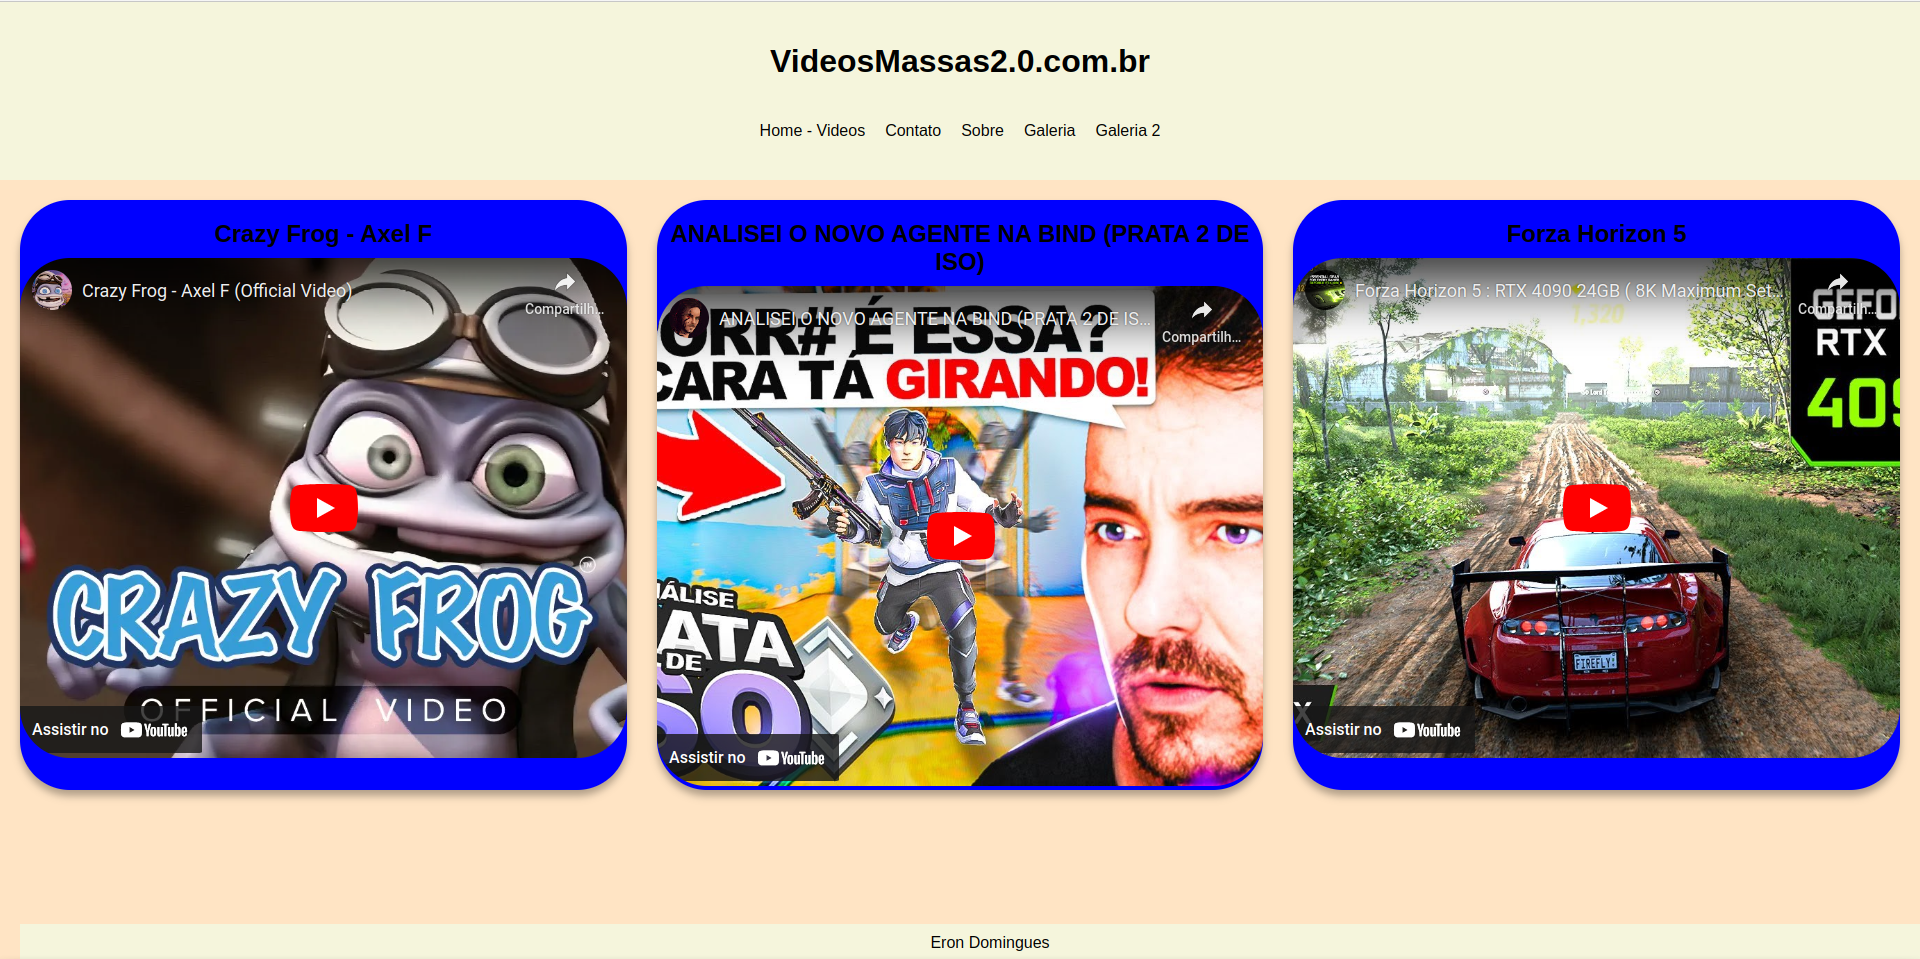 VideosMassas2.0.com.br
Home - Videos Contato Sobre Galeria Galeria 2
Crazy Frog - Axel F
Crazy Frog - Axel F (Official Video)
Compartilh...
CRAZY FROG
TM
OFFICIAL VIDEO
Assistir no YouTube
ANALISEI O NOVO AGENTE NA BIND (PRATA 2 DE
ISO)
ANALISEI O NOVO AGENTE NA BIND (PRATA 2 DE IS...
Compartilh...
ORR# É ESSA?
CARA TÁ GIRANDO!
ÁLISE
ATA
DE
SO
Assistir no YouTube
Forza Horizon 5
Forza Horizon 5 : RTX 4090 24GB ( 8K Maximum Set...
Compartilh...
1,320
GEFO
RTX
409
FIREFLY
X
Assistir no YouTube
Eron Domingues